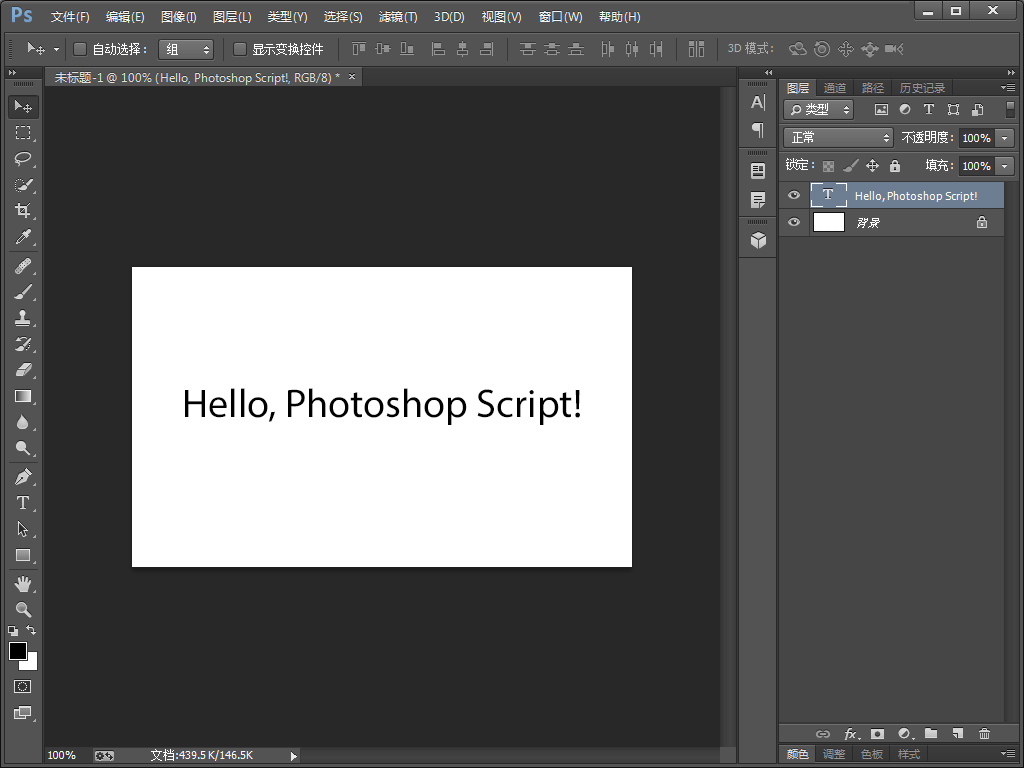 Ps 文件(F) 编辑(E) 图像(I) 图层(L) 类型(Y) 选择(S) 滤镜(T) 3D(D) 视图(V) 窗口(W) 帮助(H)
自动选择： 组 显示变换控件 3D 模式：
未标题-1 @ 100% (Hello, Photoshop Script!, RGB/8) * ×
图层 通道 路径 历史记录
类型
正常 不透明度： 100%
锁定： 填充： 100%
T Hello, Photoshop Script!
背景
Hello, Photoshop Script!
100% 文档:439.5K/146.5K
颜色 调整 色板 样式